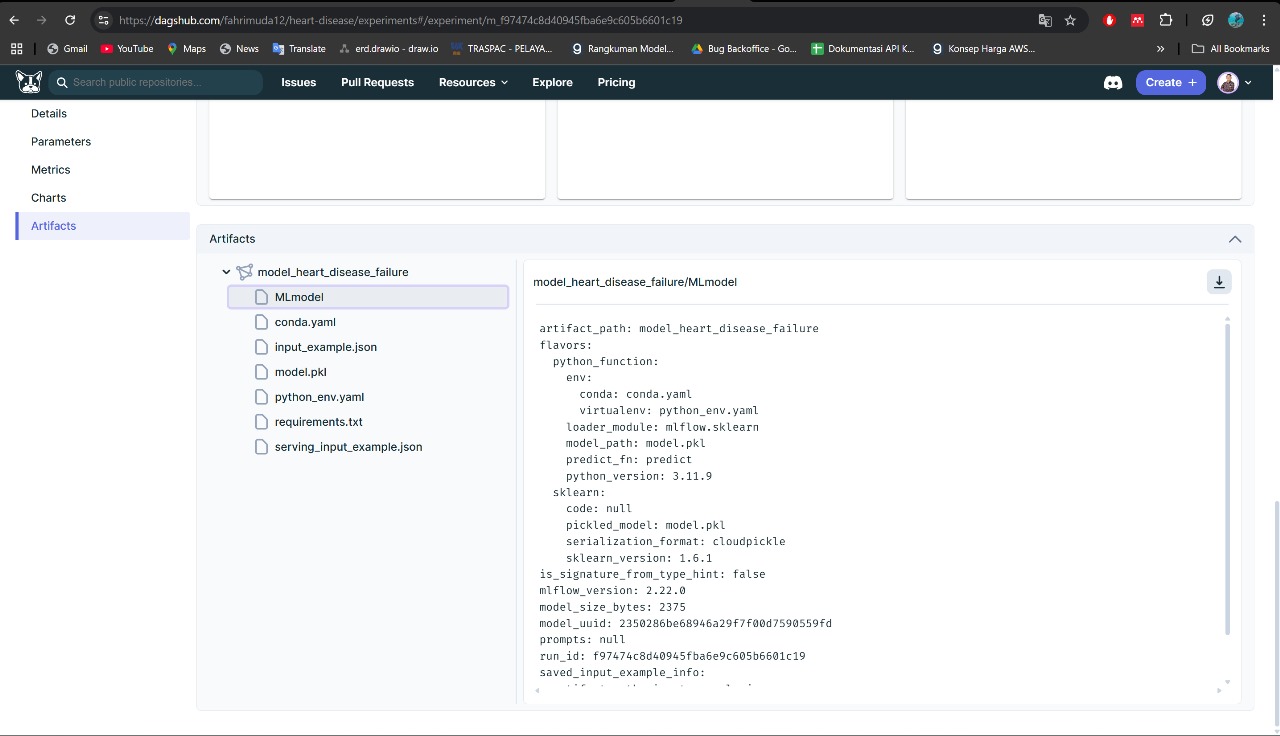 https://dagshub.com/fahrimuda12/heart-disease/experiments#/experiment/m_f97474c8d40945fba6e9c605b6601c19
Gmail YouTube Maps News Translate erd.drawio - draw.io TRASPAC - PELAYA... Rangkuman Model... Bug Backoffice - Go... Dokumentasi API K... Konsep Harga AWS... » All Bookmarks
Search public repositories... Issues Pull Requests Resources Explore Pricing Create +
Details
Parameters
Metrics
Charts
Artifacts
Artifacts
model_heart_disease_failure
MLmodel
conda.yaml
input_example.json
model.pkl
python_env.yaml
requirements.txt
serving_input_example.json
model_heart_disease_failure/MLmodel
artifact_path: model_heart_disease_failure
flavors:
python_function:
env:
conda: conda.yaml
virtualenv: python_env.yaml
loader_module: mlflow.sklearn
model_path: model.pkl
predict_fn: predict
python_version: 3.11.9
sklearn:
code: null
pickled_model: model.pkl
serialization_format: cloudpickle
sklearn_version: 1.6.1
is_signature_from_type_hint: false
mlflow_version: 2.22.0
model_size_bytes: 2375
model_uuid: 2350286be68946a29f7f00d7590559fd
prompts: null
run_id: f97474c8d40945fba6e9c605b6601c19
saved_input_example_info: